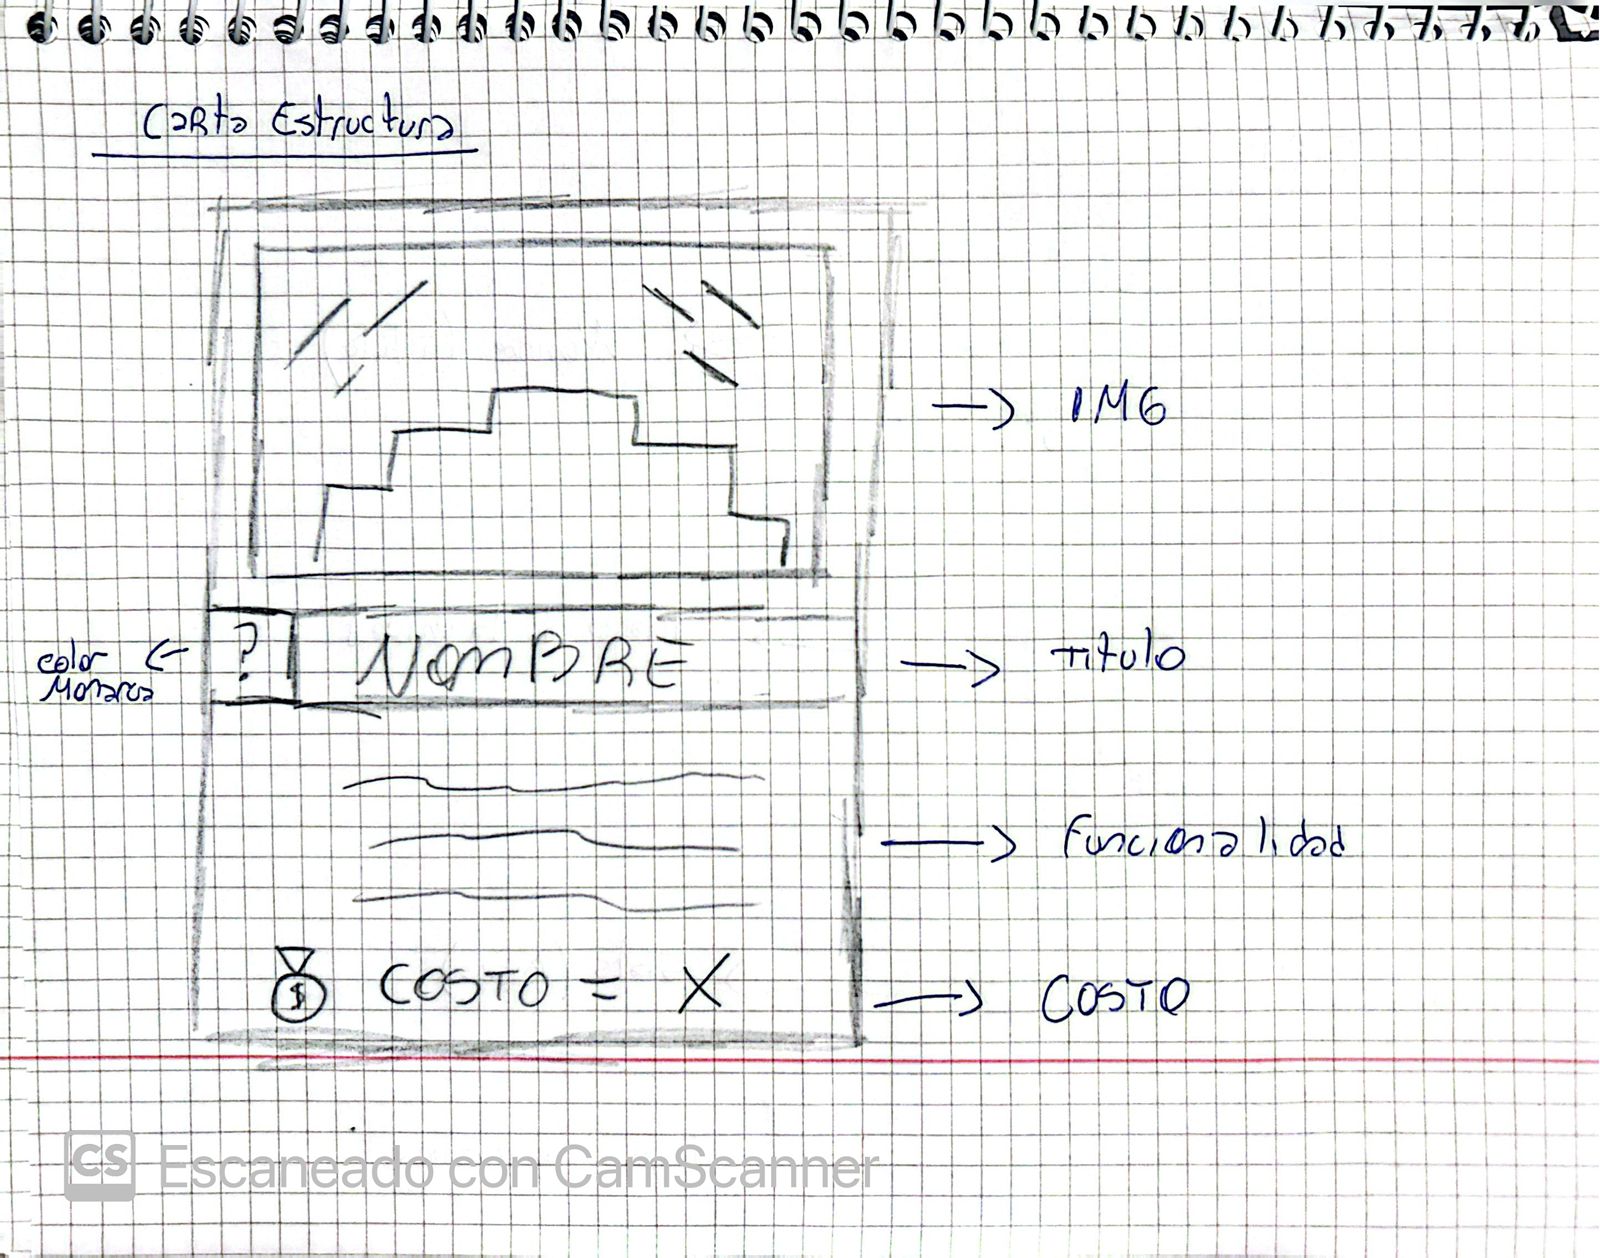 Carta Estructura
IMG
?
NOMBRE
color
Monarca
Titulo
Funcionalidad
$
COSTO = X
COSTO
CS Escaneado con CamScanner